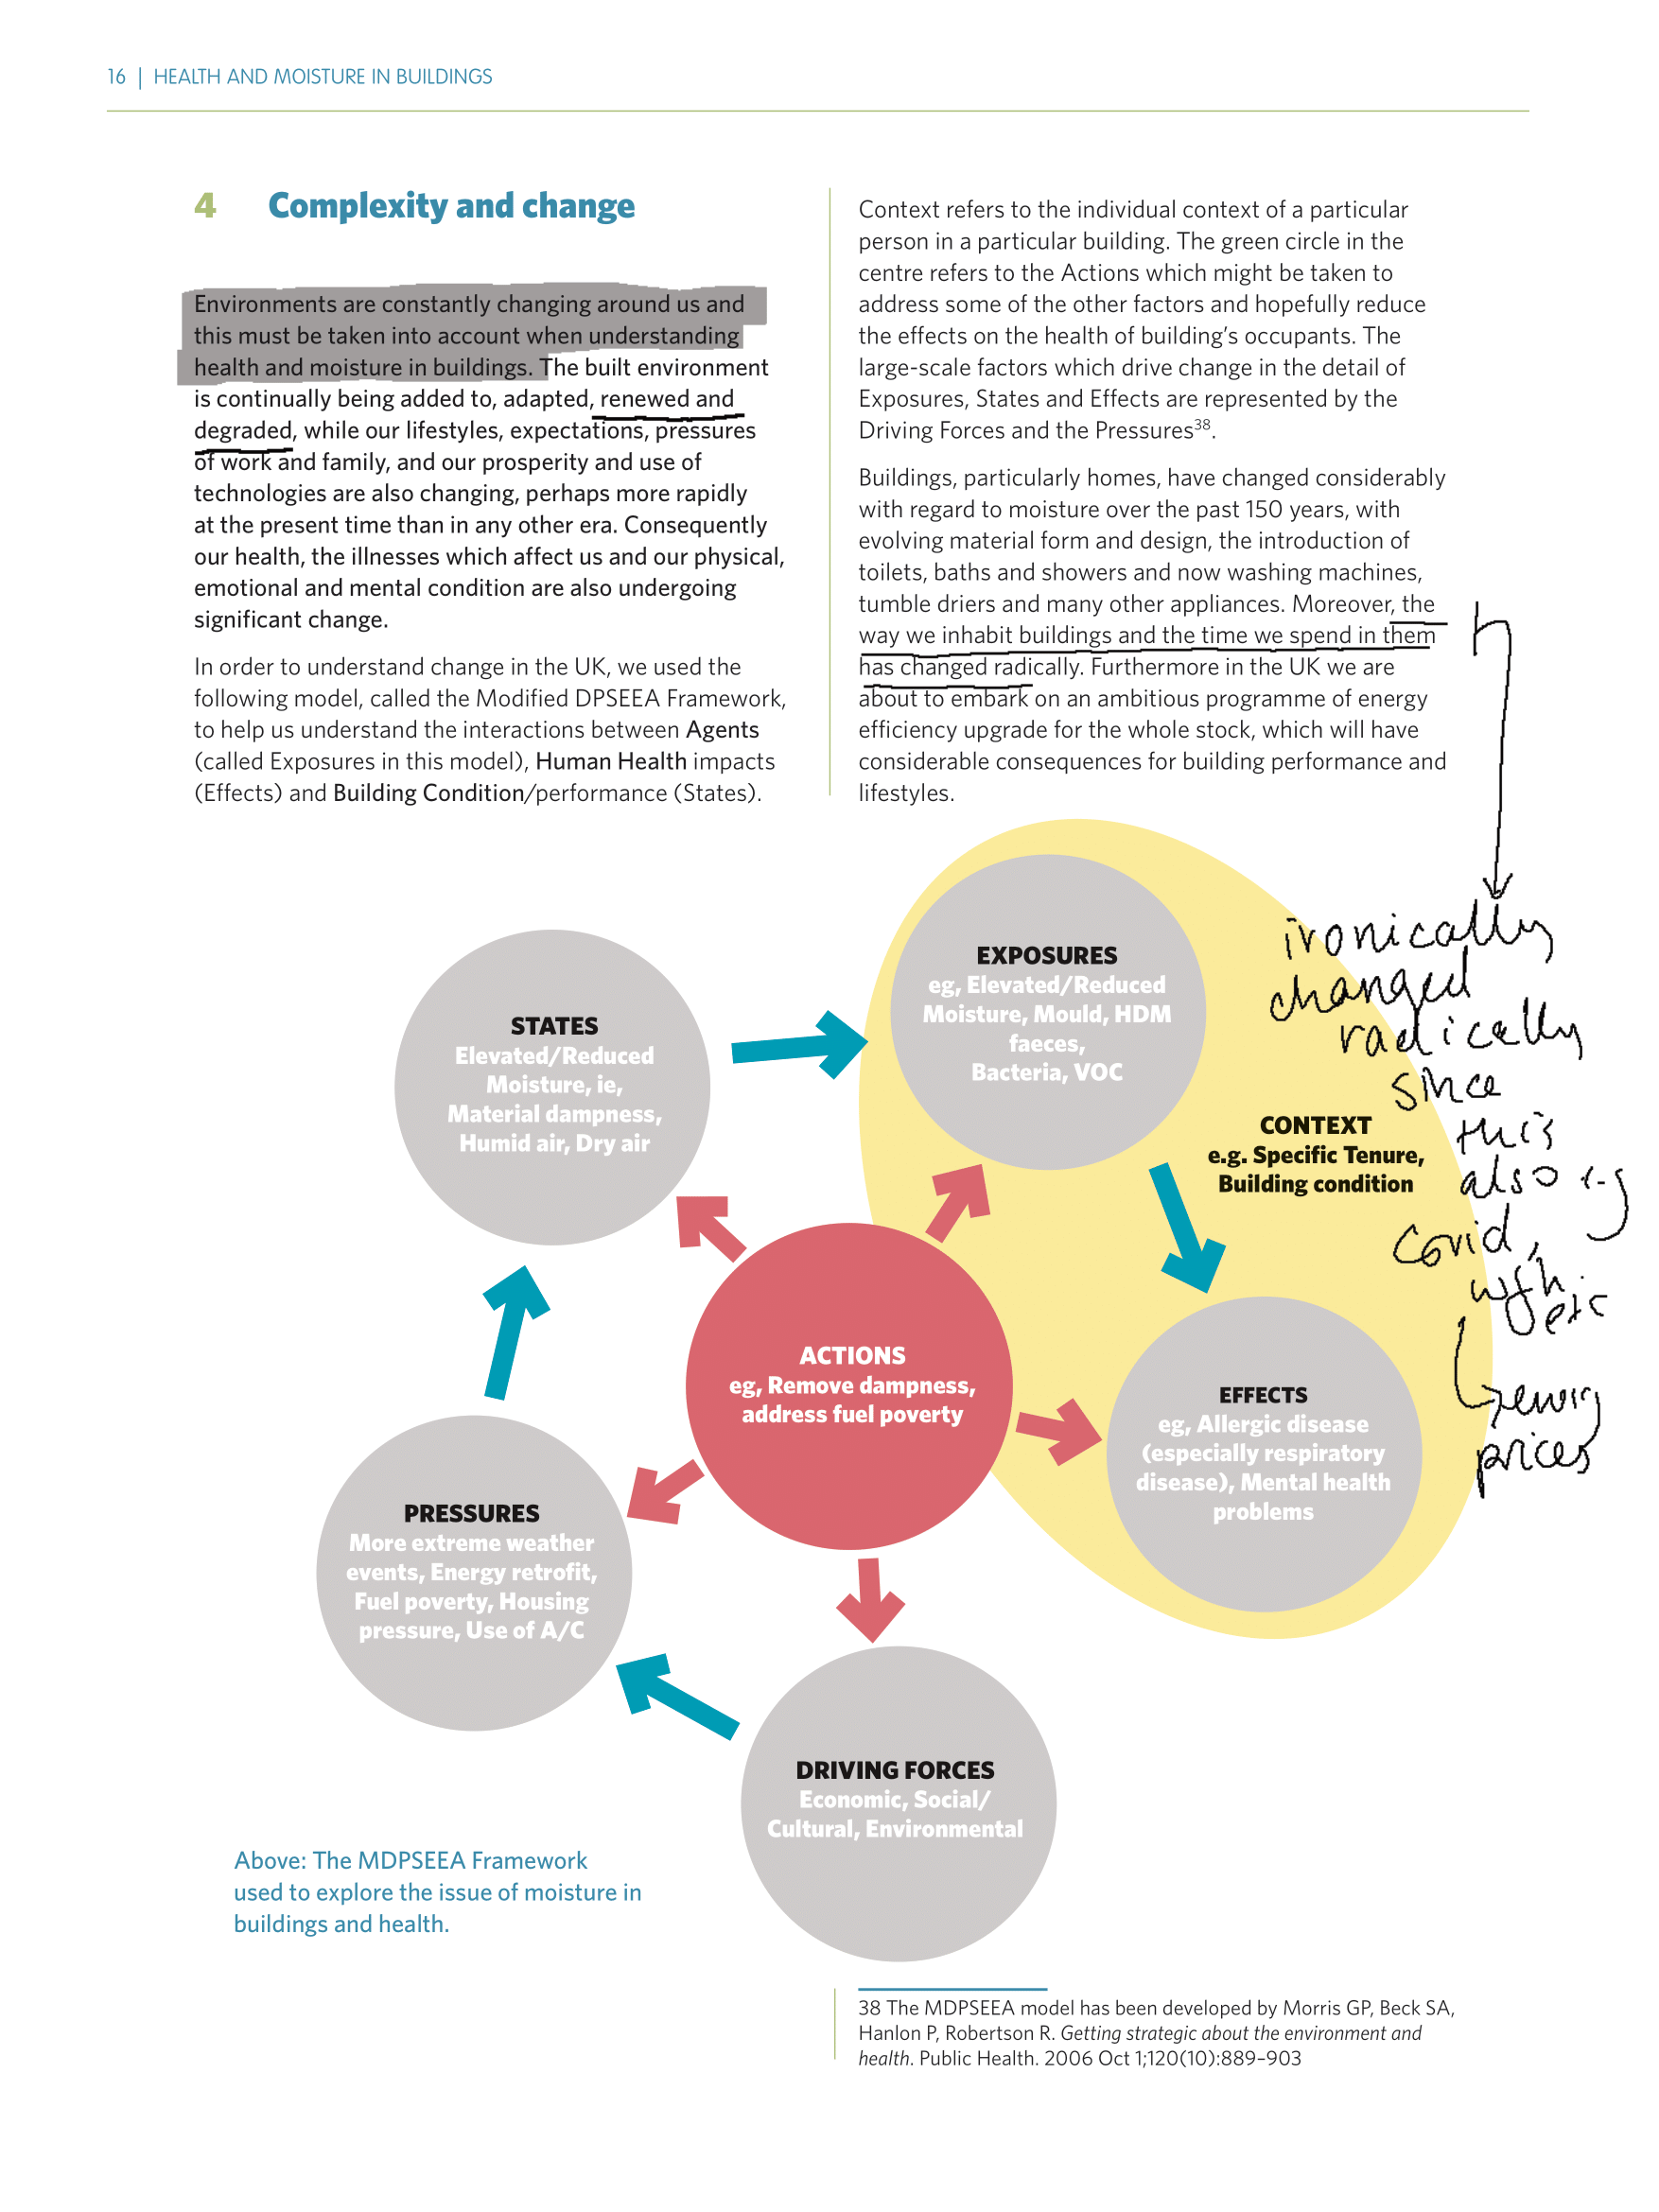 16 | HEALTH AND MOISTURE IN BUILDINGS
4 Complexity and change
Environments are constantly changing around us and
this must be taken into account when understanding
health and moisture in buildings. The built environment
is continually being added to, adapted, renewed and
degraded, while our lifestyles, expectations, pressures
of work and family, and our prosperity and use of
technologies are also changing, perhaps more rapidly
at the present time than in any other era. Consequently
our health, the illnesses which affect us and our physical,
emotional and mental condition are also undergoing
significant change.
In order to understand change in the UK, we used the
following model, called the Modified DPSEEA Framework,
to help us understand the interactions between Agents
(called Exposures in this model), Human Health impacts
(Effects) and Building Condition/performance (States).
Context refers to the individual context of a particular
person in a particular building. The green circle in the
centre refers to the Actions which might be taken to
address some of the other factors and hopefully reduce
the effects on the health of building's occupants. The
large-scale factors which drive change in the detail of
Exposures, States and Effects are represented by the
Driving Forces and the Pressures38.
Buildings, particularly homes, have changed considerably
with regard to moisture over the past 150 years, with
evolving material form and design, the introduction of
toilets, baths and showers and now washing machines,
tumble driers and many other appliances. Moreover, the
way we inhabit buildings and the time we spend in them
has changed radically. Furthermore in the UK we are
about to embark on an ambitious programme of energy
efficiency upgrade for the whole stock, which will have
considerable consequences for building performance and
lifestyles.
ironically
changed
radically
since
this
also e.g
Covid,
wfh
etc
prices
EXPOSURES
eg, Elevated/Reduced
Moisture, Mould, HDM
faeces,
Bacteria, VOC
STATES
Elevated/Reduced
Moisture, ie,
Material dampness,
Humid air, Dry air
CONTEXT
e.g. Specific Tenure,
Building condition
ACTIONS
eg, Remove dampness,
address fuel poverty
EFFECTS
eg, Allergic disease
(especially respiratory
disease), Mental health
problems
PRESSURES
More extreme weather
events, Energy retrofit,
Fuel poverty, Housing
pressure, Use of A/C
DRIVING FORCES
Economic, Social/
Cultural, Environmental
Above: The MDPSEEA Framework
used to explore the issue of moisture in
buildings and health.
38 The MDPSEEA model has been developed by Morris GP, Beck SA,
Hanlon P, Robertson R. Getting strategic about the environment and
health. Public Health. 2006 Oct 1;120(10):889–903